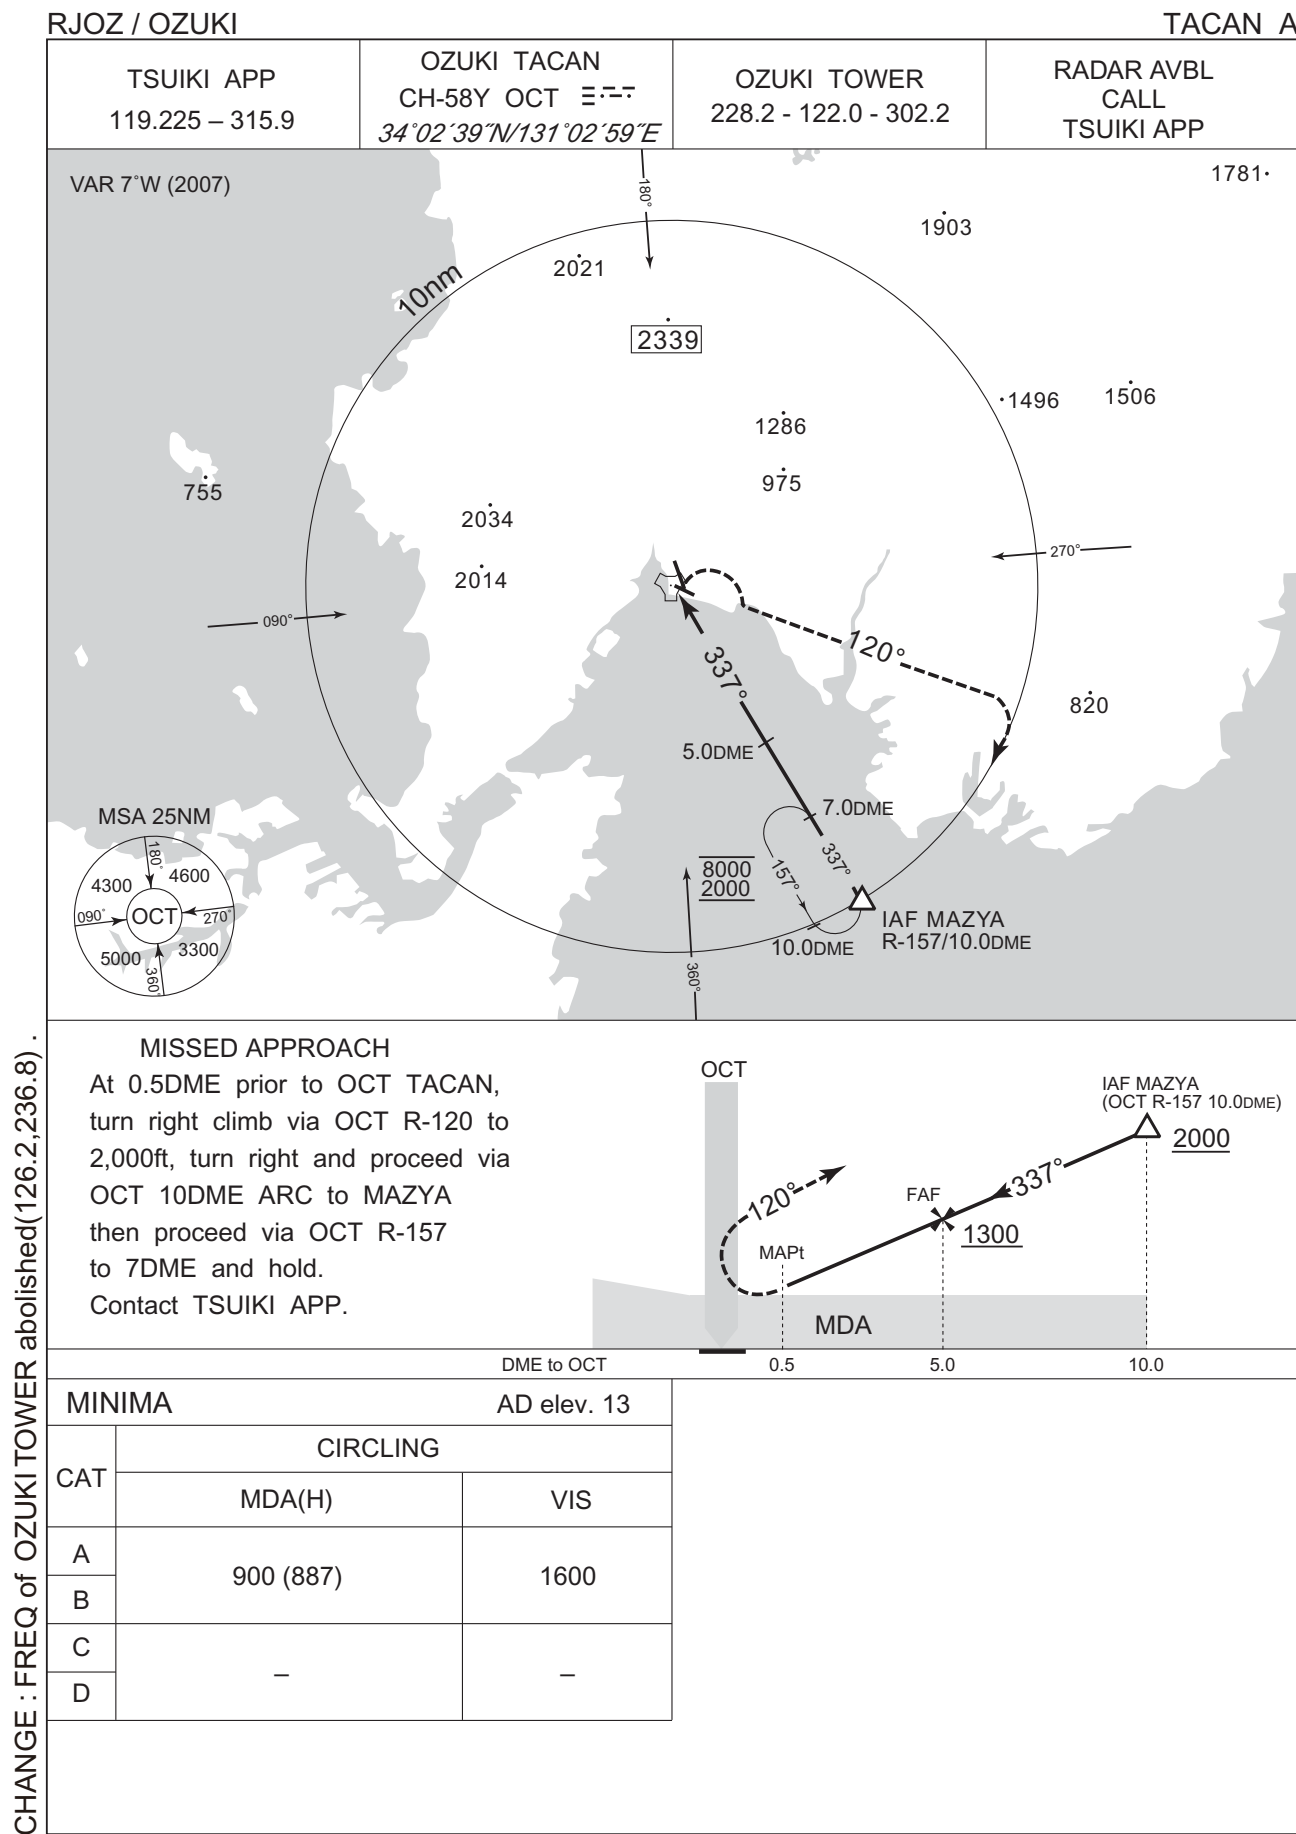 RJOZ / OZUKI
TACAN A
TSUIKI APP
119.225 – 315.9
OZUKI TACAN
CH-58Y OCT
34°02′39″N/131°02′59″E
OZUKI TOWER
228.2 - 122.0 - 302.2
RADAR AVBL
CALL
TSUIKI APP
VAR 7°W (2007)
180°
1781
1903
2021
10nm
2339
1496
1506
1286
975
755
2034
2014
270°
090°
120°
337°
820
5.0DME
7.0DME
337°
157°
8000
2000
IAF MAZYA
R-157/10.0DME
10.0DME
360°
MSA 25NM
180°
4300
4600
090°
OCT
270°
5000
3300
360°
MISSED APPROACH
At 0.5DME prior to OCT TACAN,
turn right climb via OCT R-120 to
2,000ft, turn right and proceed via
OCT 10DME ARC to MAZYA
then proceed via OCT R-157
to 7DME and hold.
Contact TSUIKI APP.
OCT
IAF MAZYA
(OCT R-157 10.0DME)
2000
337°
120°
FAF
1300
MAPt
MDA
DME to OCT
0.5
5.0
10.0
MINIMA
AD elev. 13
CAT
CIRCLING
MDA(H)
VIS
A
900 (887)
1600
B
C
–
–
D
CHANGE : FREQ of OZUKI TOWER abolished(126.2,236.8) .